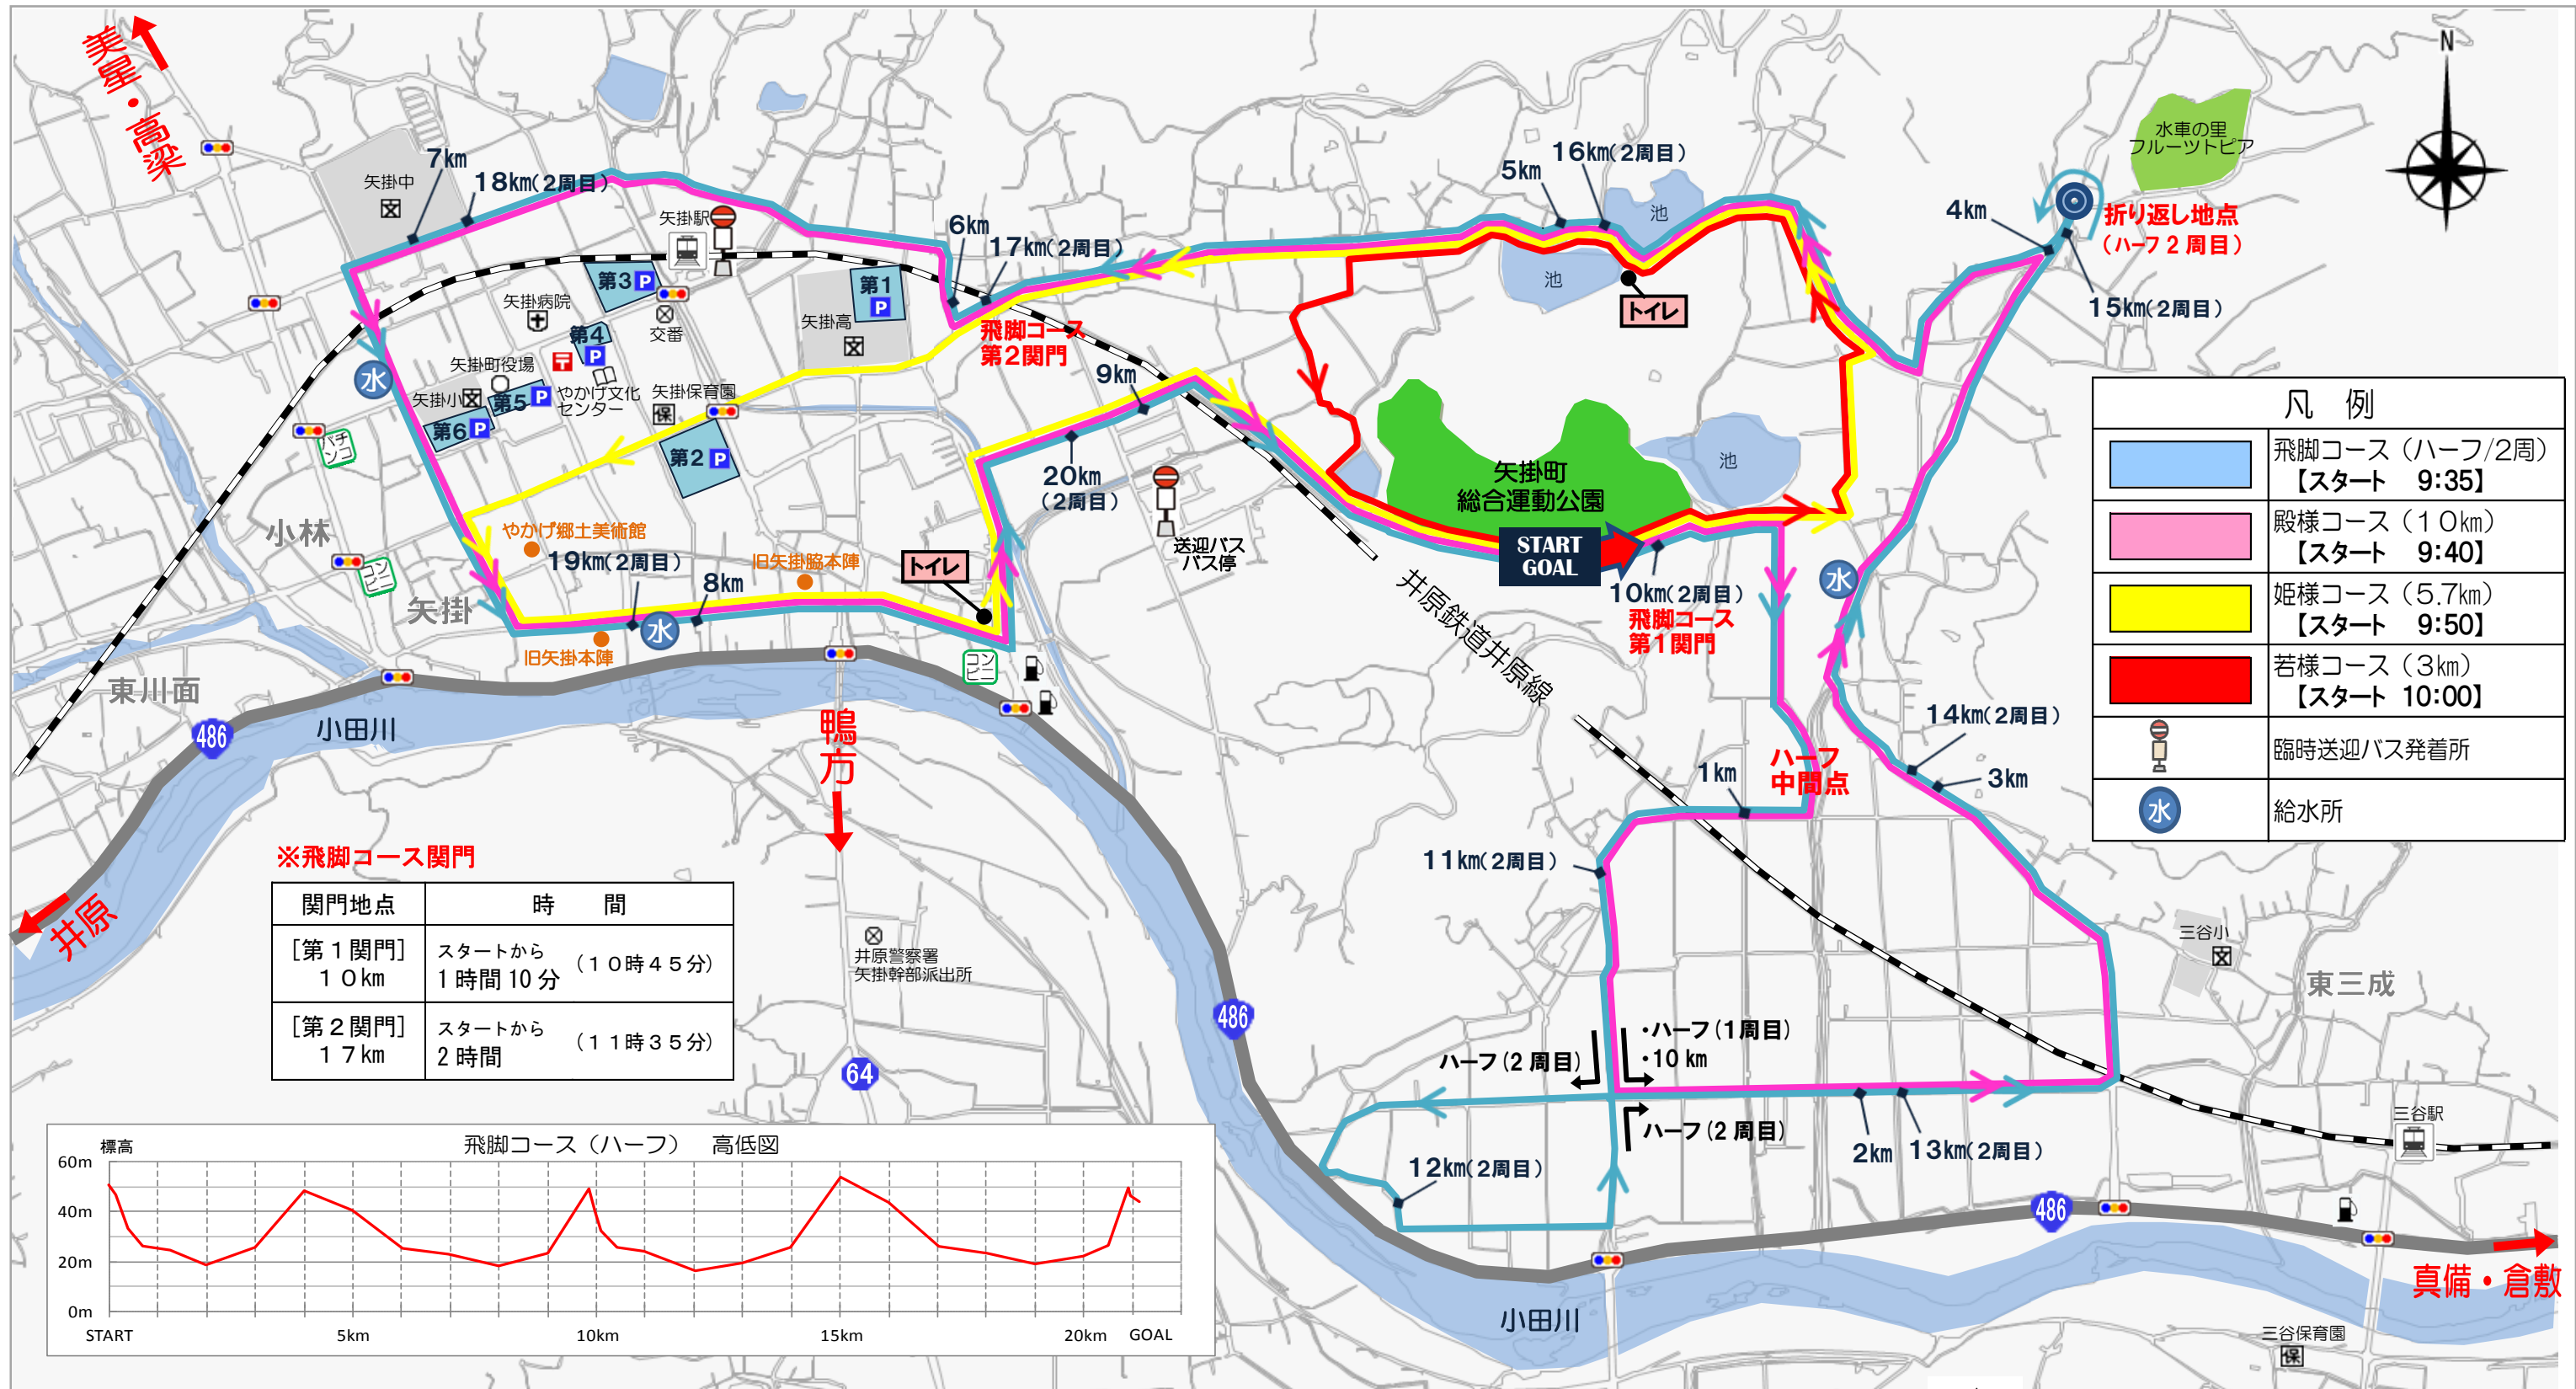 美星・高梁
N
水車の里
フルーツトピア
矢掛中
7km
18km(2周目)
矢掛駅
6km
17km(2周目)
5km
16km(2周目)
池
池
トイレ
4km
折り返し地点
（ハーフ２周目）
15km(2周目)
第3 P
第1
P
矢掛病院
交番
矢掛高
飛脚コース
第2関門
第4
P
矢掛町役場
水
矢掛小
第5 P
やかげ文化
センター
矢掛保育園
保
第6 P
第2 P
パチンコ
9km
20km
(2周目)
送迎バス
バス停
矢掛町
総合運動公園
池
START
GOAL
10km(2周目)
飛脚コース
第1関門
水
小林
コンビニ
やかげ郷土美術館
19km(2周目)
旧矢掛脇本陣
トイレ
8km
水
矢掛
旧矢掛本陣
コンビニ
井原鉄道井原線
東川面
486
小田川
鴨方
井原
凡　例
飛脚コース（ハーフ/2周）
【スタート　9:35】
殿様コース（１０㎞）
【スタート　9:40】
姫様コース（5.7㎞）
【スタート　9:50】
若様コース（3㎞）
【スタート 10:00】
臨時送迎バス発着所
水
給水所
ハーフ
中間点
1km
14km(2周目)
3km
11km(2周目)
※飛脚コース関門
関門地点
時　　間
［第１関門］
１０km
スタートから
1時間10分
（１０時４５分）
［第２関門］
１７km
スタートから
2時間
（１１時３５分）
井原警察署
矢掛幹部派出所
64
486
三谷小
東三成
・ハーフ(1周目)
・10 km
ハーフ(2 周目)
ハーフ(2 周目)
2km
13km(2周目)
12km(2周目)
三谷駅
486
真備・倉敷
小田川
三谷保育園
保
飛脚コース（ハーフ）　高低図
標高
60m
40m
20m
0m
START
5km
10km
15km
20km
GOAL